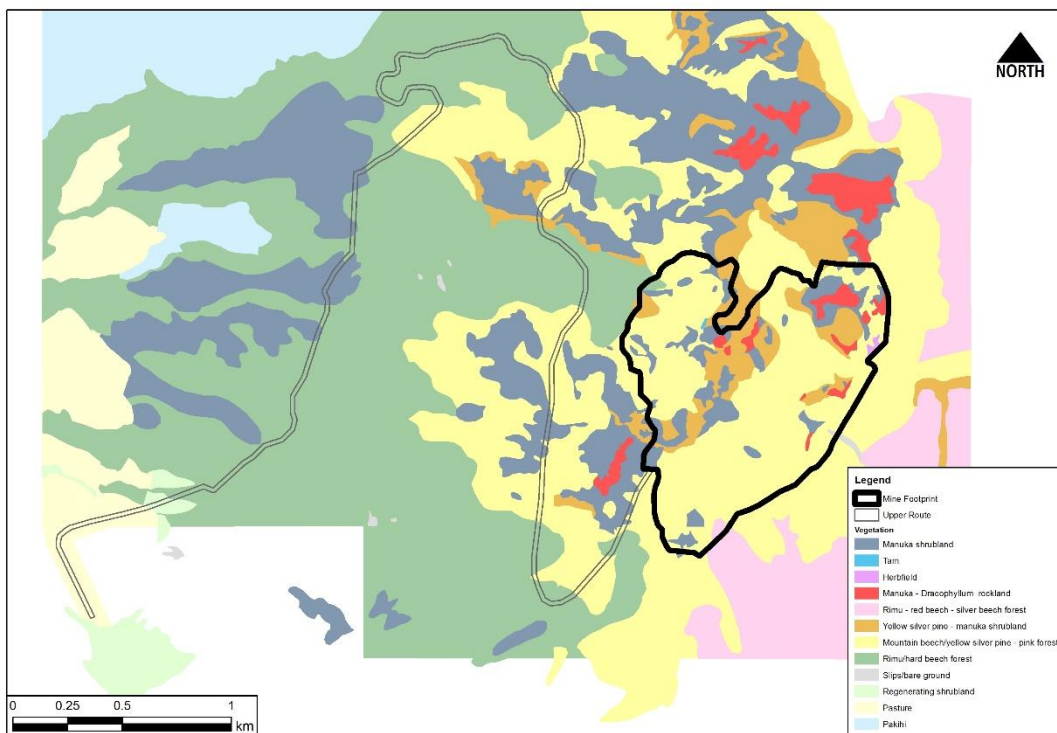 NORTH
Legend
Mine Footprint
Upper Route
Vegetation
Manuka shrubland
Tarn
Herbfield
Manuka - Dracophyllum rockland
Rimu - red beech - silver beech forest
Yellow silver pine - manuka shrubland
Mountain beech/yellow silver pine - pink forest
Rimu/hard beech forest
Slips/bare ground
Regenerating shrubland
Pasture
Pakihi
0 0.25 0.5 1
km